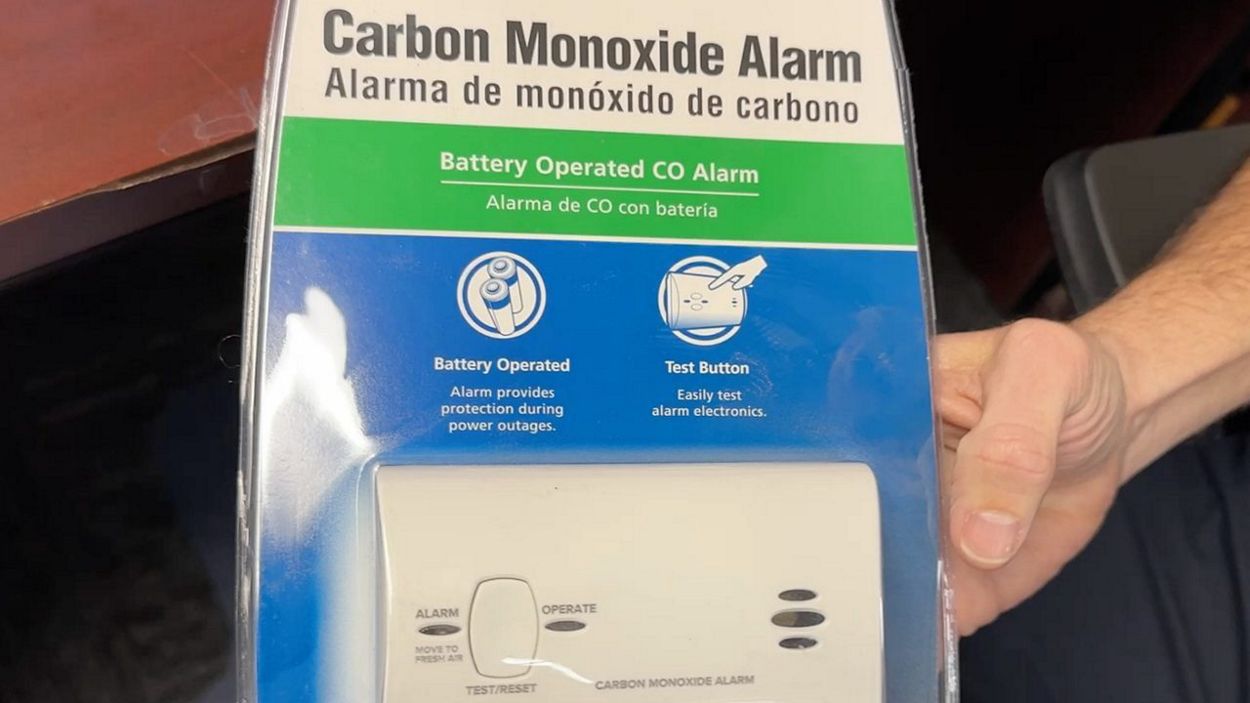 Carbon Monoxide Alarm
Alarma de monóxido de carbono
Battery Operated CO Alarm
Alarma de CO con batería
Battery Operated
Alarm provides
protection during
power outages.
Test Button
Easily test
alarm electronics.
ALARM
OPERATE
MOVE TO
FRESH AIR
TEST/RESET
CARBON MONOXIDE ALARM